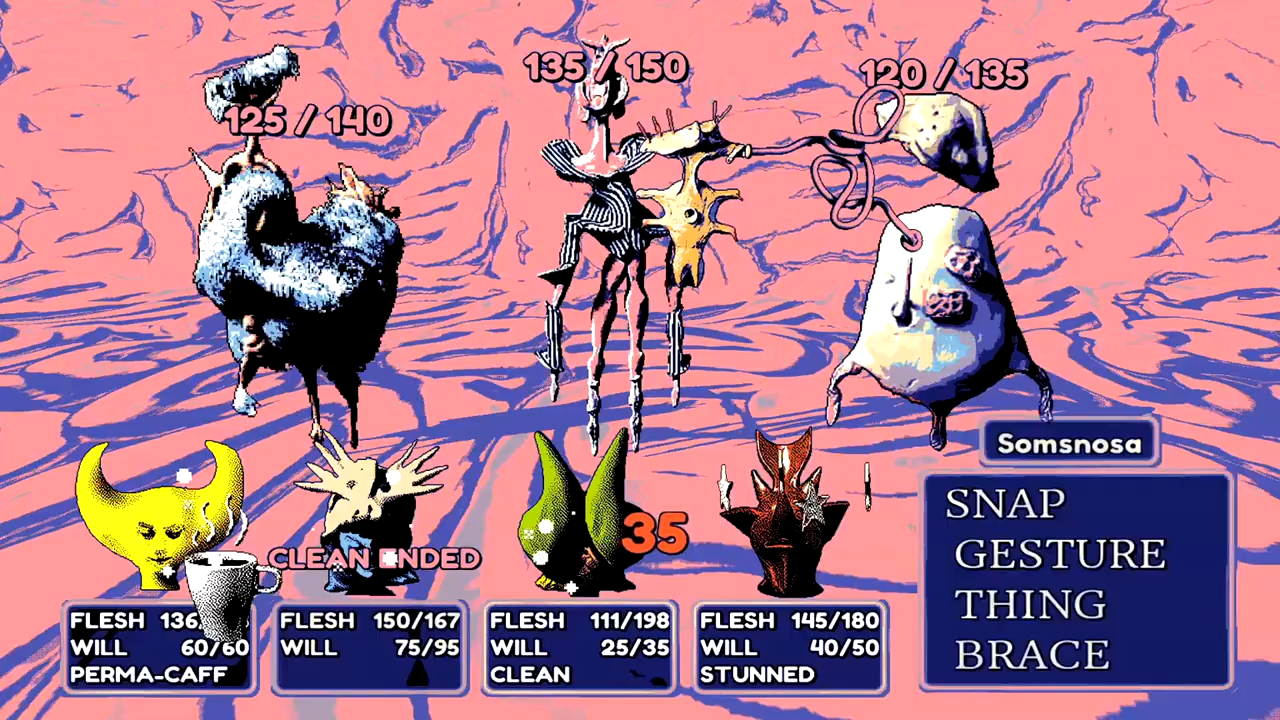 135 / 150
120 / 135
125 / 140
Somsnosa
SNAP
GESTURE
THING
BRACE
35
CLEAN ENDED
FLESH 136
WILL 60/60
PERMA-CAFF
FLESH 150/167
WILL 75/95
FLESH 111/198
WILL 25/35
CLEAN
FLESH 145/180
WILL 40/50
STUNNED